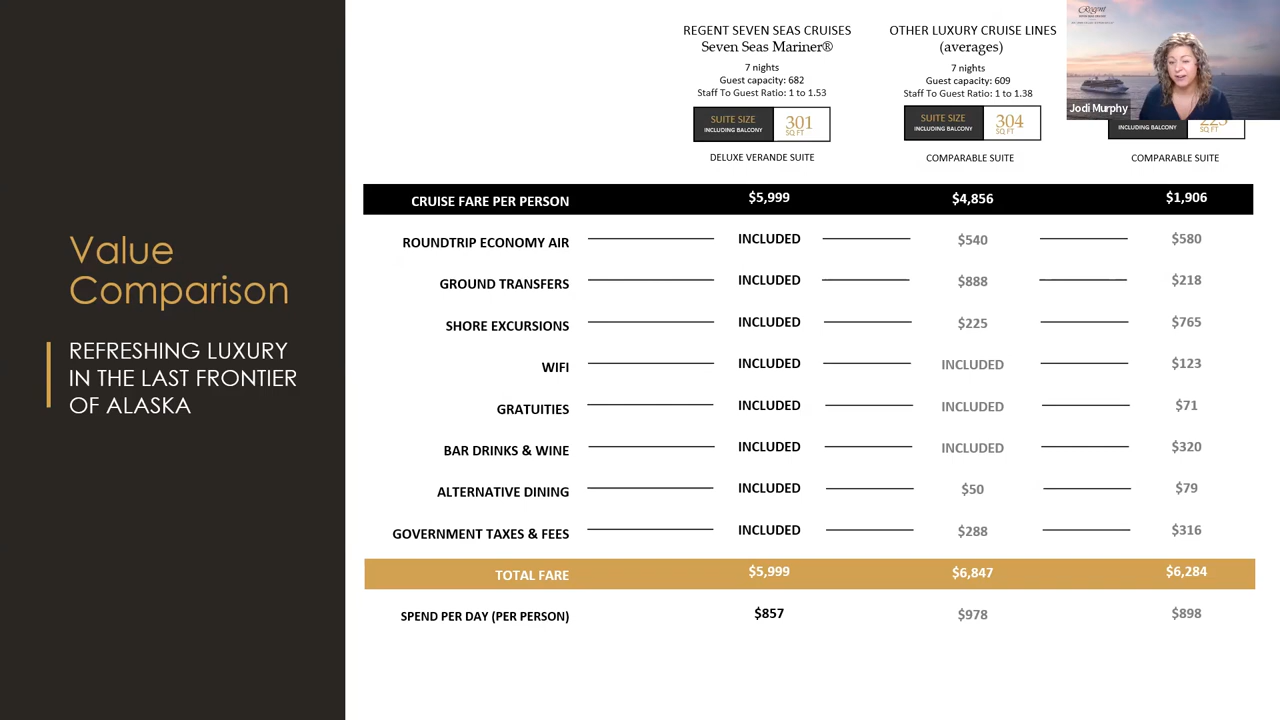 Value
Comparison
REFRESHING LUXURY
IN THE LAST FRONTIER
OF ALASKA
REGENT SEVEN SEAS CRUISES
Seven Seas Mariner®
7 nights
Guest capacity: 682
Staff To Guest Ratio: 1 to 1.53
SUITE SIZE
INCLUDING BALCONY
301
SQ FT
DELUXE VERANDE SUITE
OTHER LUXURY CRUISE LINES
(averages)
7 nights
Guest capacity: 609
Staff To Guest Ratio: 1 to 1.38
SUITE SIZE
INCLUDING BALCONY
304
SQ FT
COMPARABLE SUITE
Regent
Jodi Murphy
INCLUDING BALCONY
SQ FT
COMPARABLE SUITE
CRUISE FARE PER PERSON $5,999 $4,856 $1,906
ROUNDTRIP ECONOMY AIR INCLUDED $540 $580
GROUND TRANSFERS INCLUDED $888 $218
SHORE EXCURSIONS INCLUDED $225 $765
WIFI INCLUDED INCLUDED $123
GRATUITIES INCLUDED INCLUDED $71
BAR DRINKS & WINE INCLUDED INCLUDED $320
ALTERNATIVE DINING INCLUDED $50 $79
GOVERNMENT TAXES & FEES INCLUDED $288 $316
TOTAL FARE $5,999 $6,847 $6,284
SPEND PER DAY (PER PERSON) $857 $978 $898